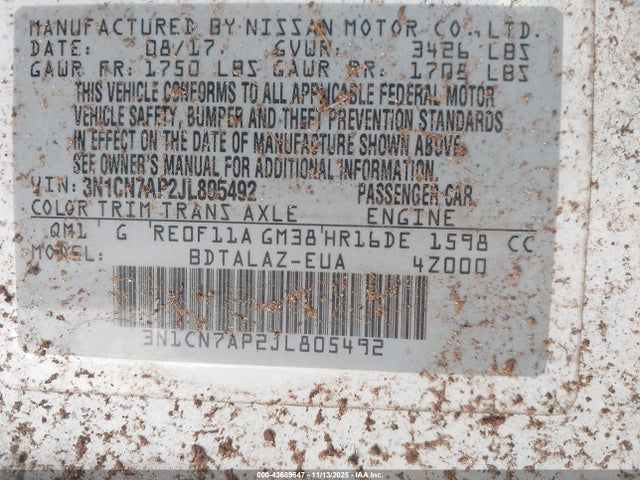 MANUFACTURED BY NISSAN MOTOR CO., LTD.
DATE: 08/17 GVWR: 3426 LBS
GAWR FR: 1750 LBS GAWR RR: 1705 LBS
THIS VEHICLE CONFORMS TO ALL APPLICABLE FEDERAL MOTOR
VEHICLE SAFETY, BUMPER AND THEFT PREVENTION STANDARDS
IN EFFECT ON THE DATE OF MANUFACTURE SHOWN ABOVE.
SEE OWNER'S MANUAL FOR ADDITIONAL INFORMATION.
VIN: 3N1CN7AP2JL805492 PASSENGER CAR
COLOR TRIM TRANS AXLE ENGINE
QM1 G RE0F11A GM38 HR16DE 1598 CC
MODEL: BDTALAZ-EUA 4Z000
3N1CN7AP2JL805492
000-43689647 - 11/13/2025 - IAA Inc.